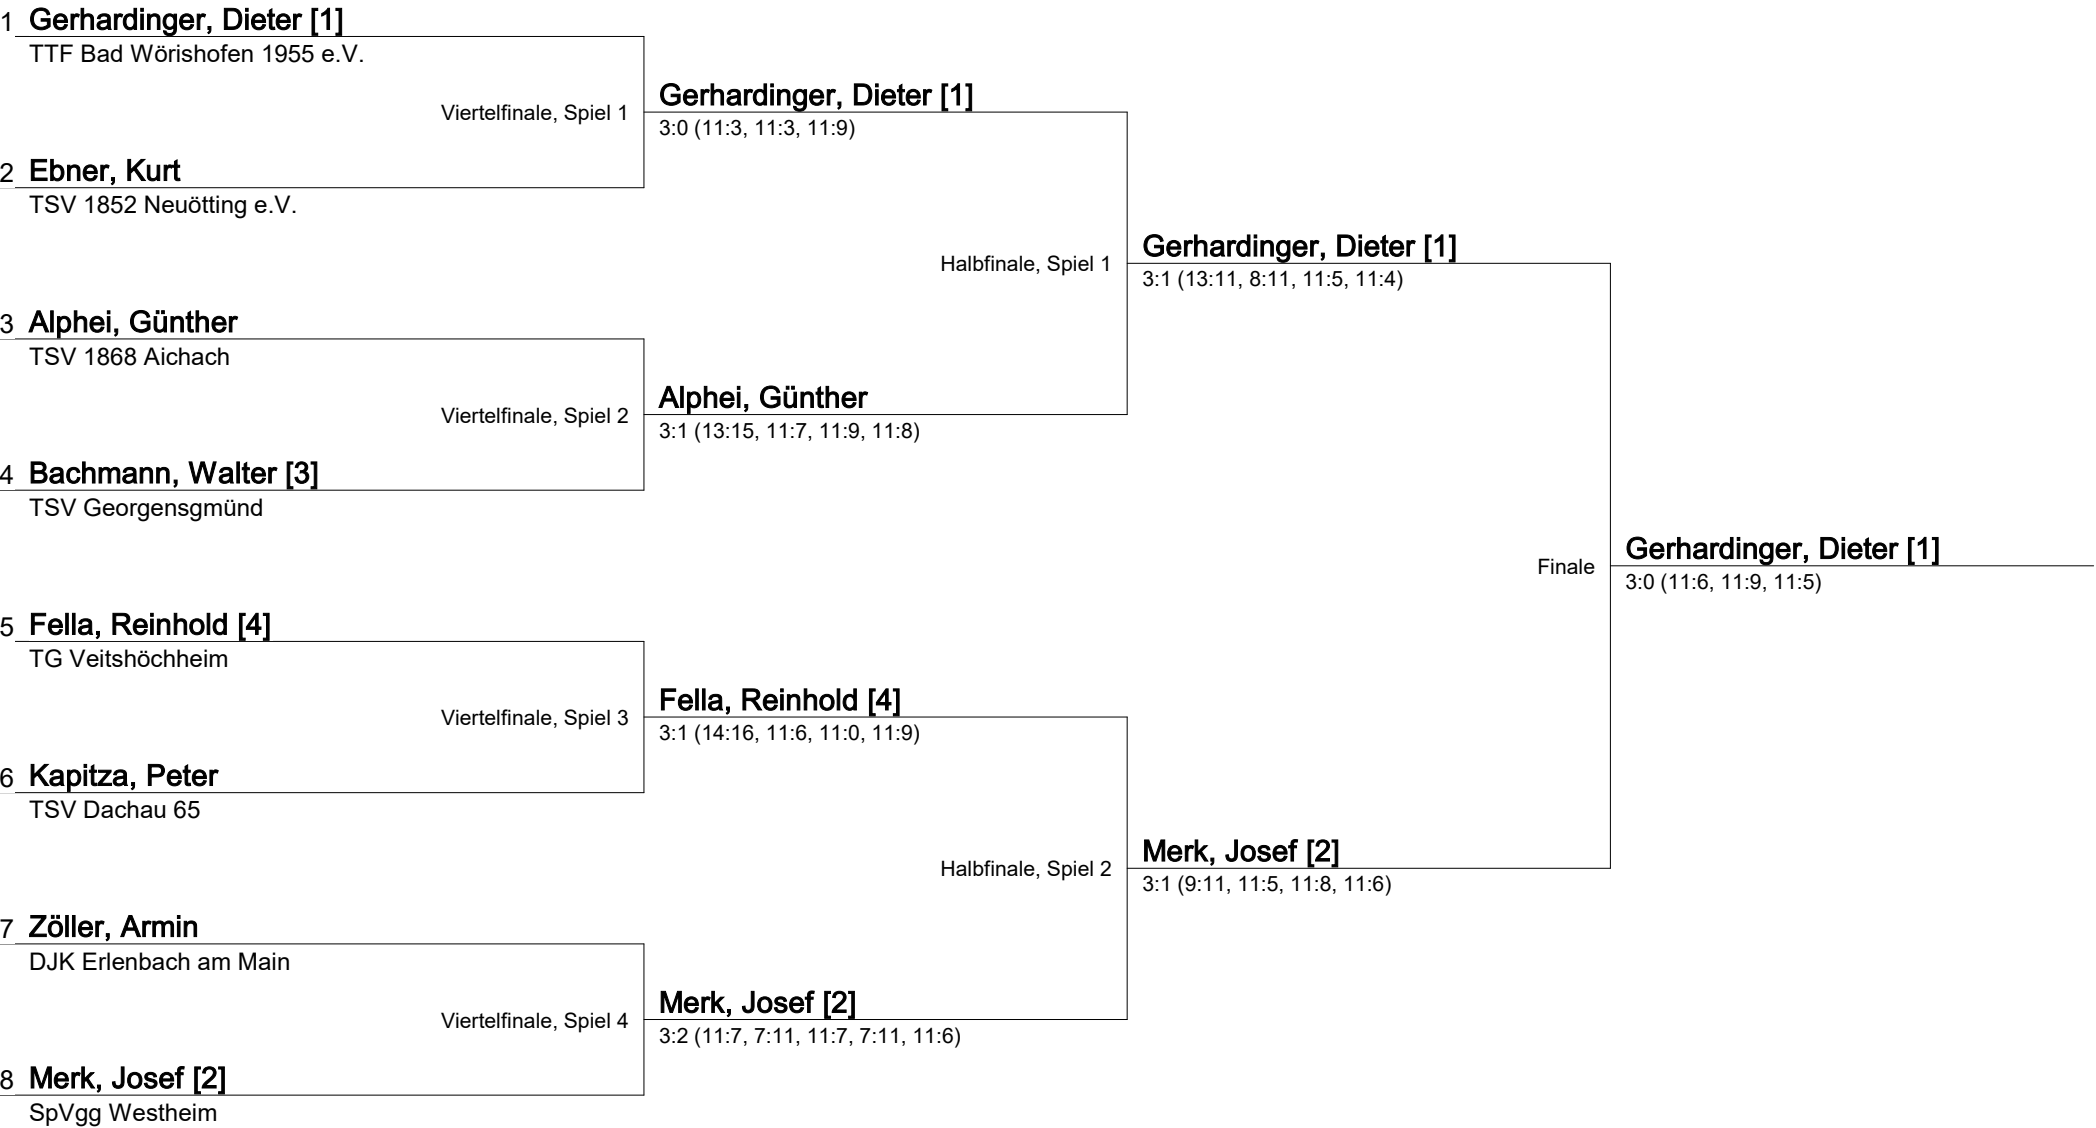 1 Gerhardinger, Dieter [1]
TTF Bad Wörishofen 1955 e.V.
Viertelfinale, Spiel 1
Gerhardinger, Dieter [1]
3:0 (11:3, 11:3, 11:9)
2 Ebner, Kurt
TSV 1852 Neuötting e.V.
Halbfinale, Spiel 1
Gerhardinger, Dieter [1]
3:1 (13:11, 8:11, 11:5, 11:4)
3 Alphei, Günther
TSV 1868 Aichach
Viertelfinale, Spiel 2
Alphei, Günther
3:1 (13:15, 11:7, 11:9, 11:8)
4 Bachmann, Walter [3]
TSV Georgensgmünd
Finale
Gerhardinger, Dieter [1]
3:0 (11:6, 11:9, 11:5)
5 Fella, Reinhold [4]
TG Veitshöchheim
Viertelfinale, Spiel 3
Fella, Reinhold [4]
3:1 (14:16, 11:6, 11:0, 11:9)
6 Kapitza, Peter
TSV Dachau 65
Halbfinale, Spiel 2
Merk, Josef [2]
3:1 (9:11, 11:5, 11:8, 11:6)
7 Zöller, Armin
DJK Erlenbach am Main
Viertelfinale, Spiel 4
Merk, Josef [2]
3:2 (11:7, 7:11, 11:7, 7:11, 11:6)
8 Merk, Josef [2]
SpVgg Westheim